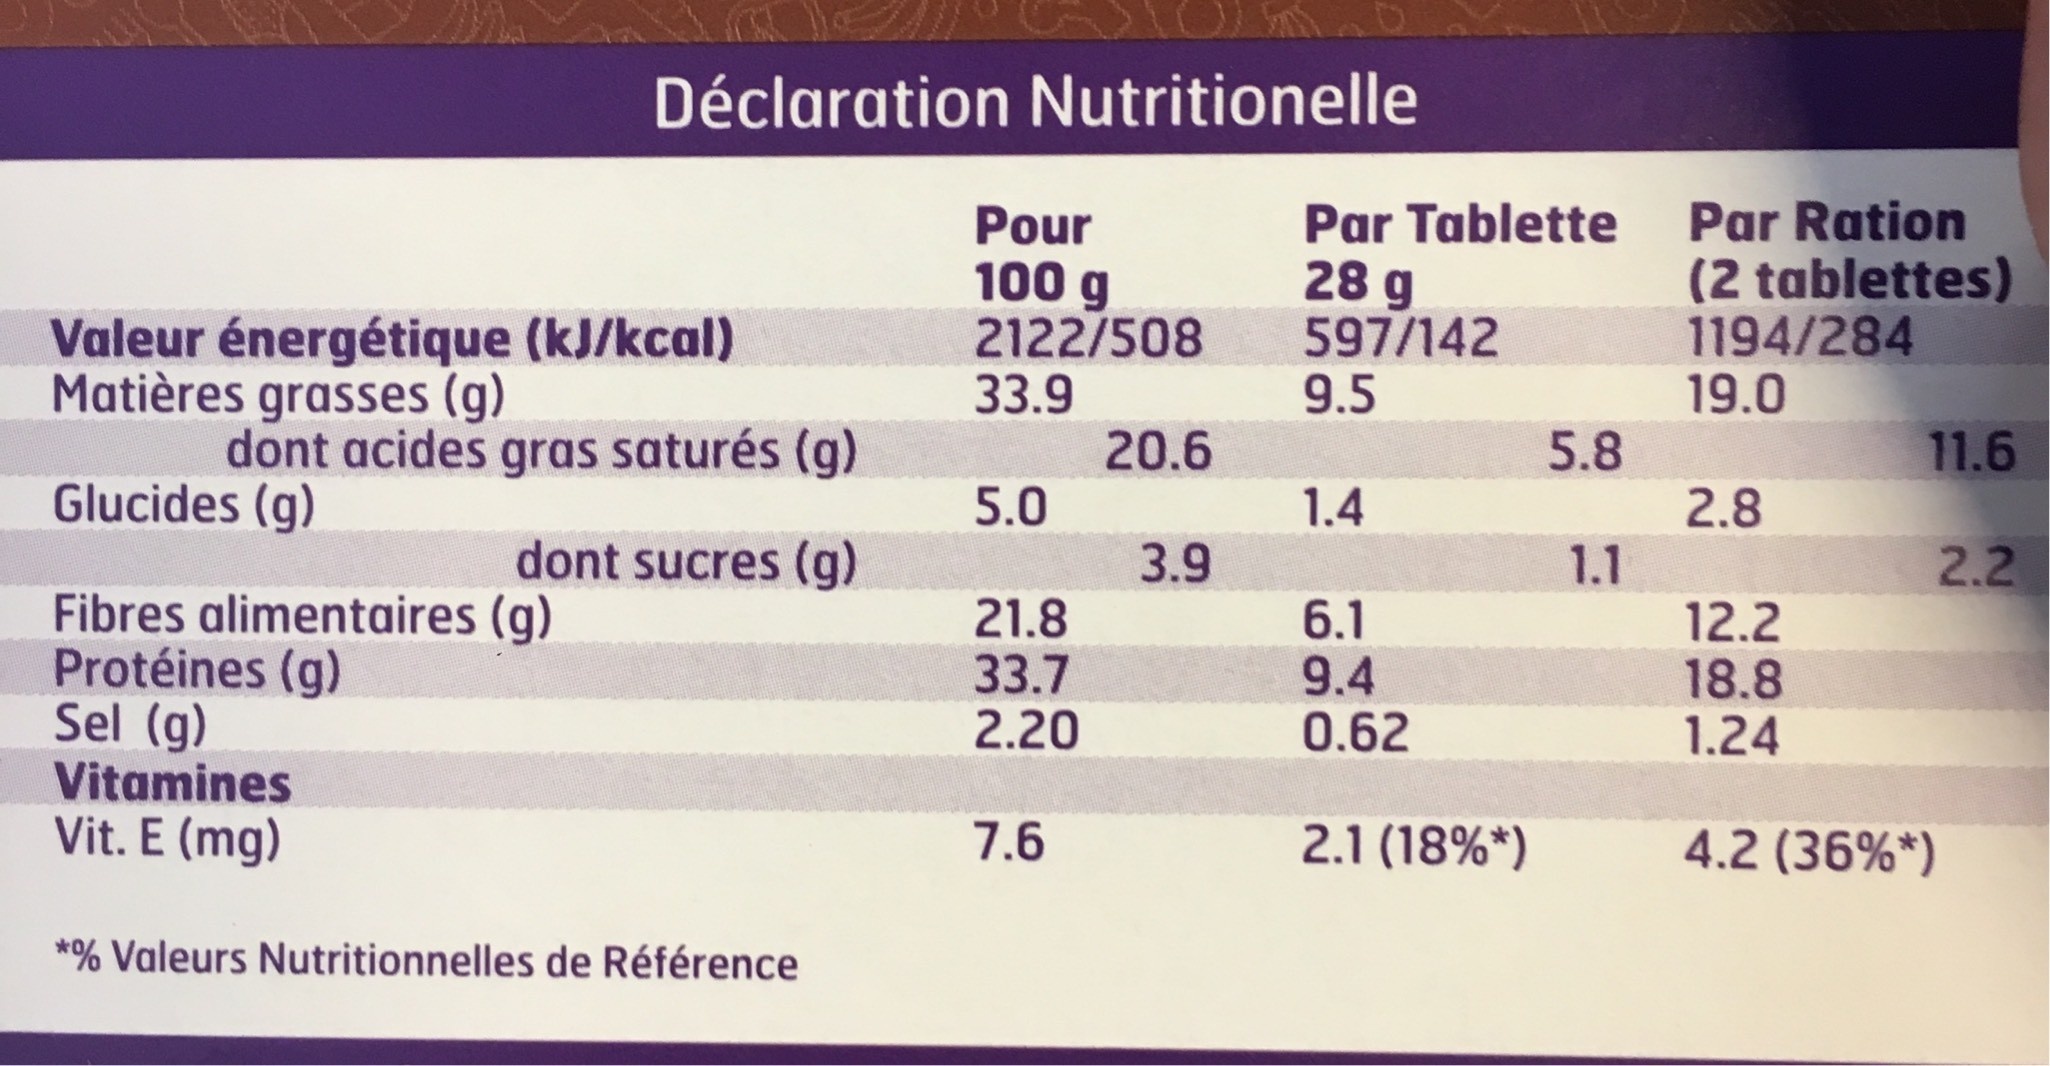 Déclaration Nutritionelle
Pour 100 g Par Tablette 28 g Par Ration (2 tablettes)
Valeur énergétique (kJ/kcal) 2122/508 597/142 1194/284
Matières grasses (g) 33.9 9.5 19.0
dont acides gras saturés (g) 20.6 5.8 11.6
Glucides (g) 5.0 1.4 2.8
dont sucres (g) 3.9 1.1 2.2
Fibres alimentaires (g) 21.8 6.1 12.2
Protéines (g) 33.7 9.4 18.8
Sel (g) 2.20 0.62 1.24
Vitamines
Vit. E (mg) 7.6 2.1 (18%*) 4.2 (36%*)
*% Valeurs Nutritionnelles de Référence